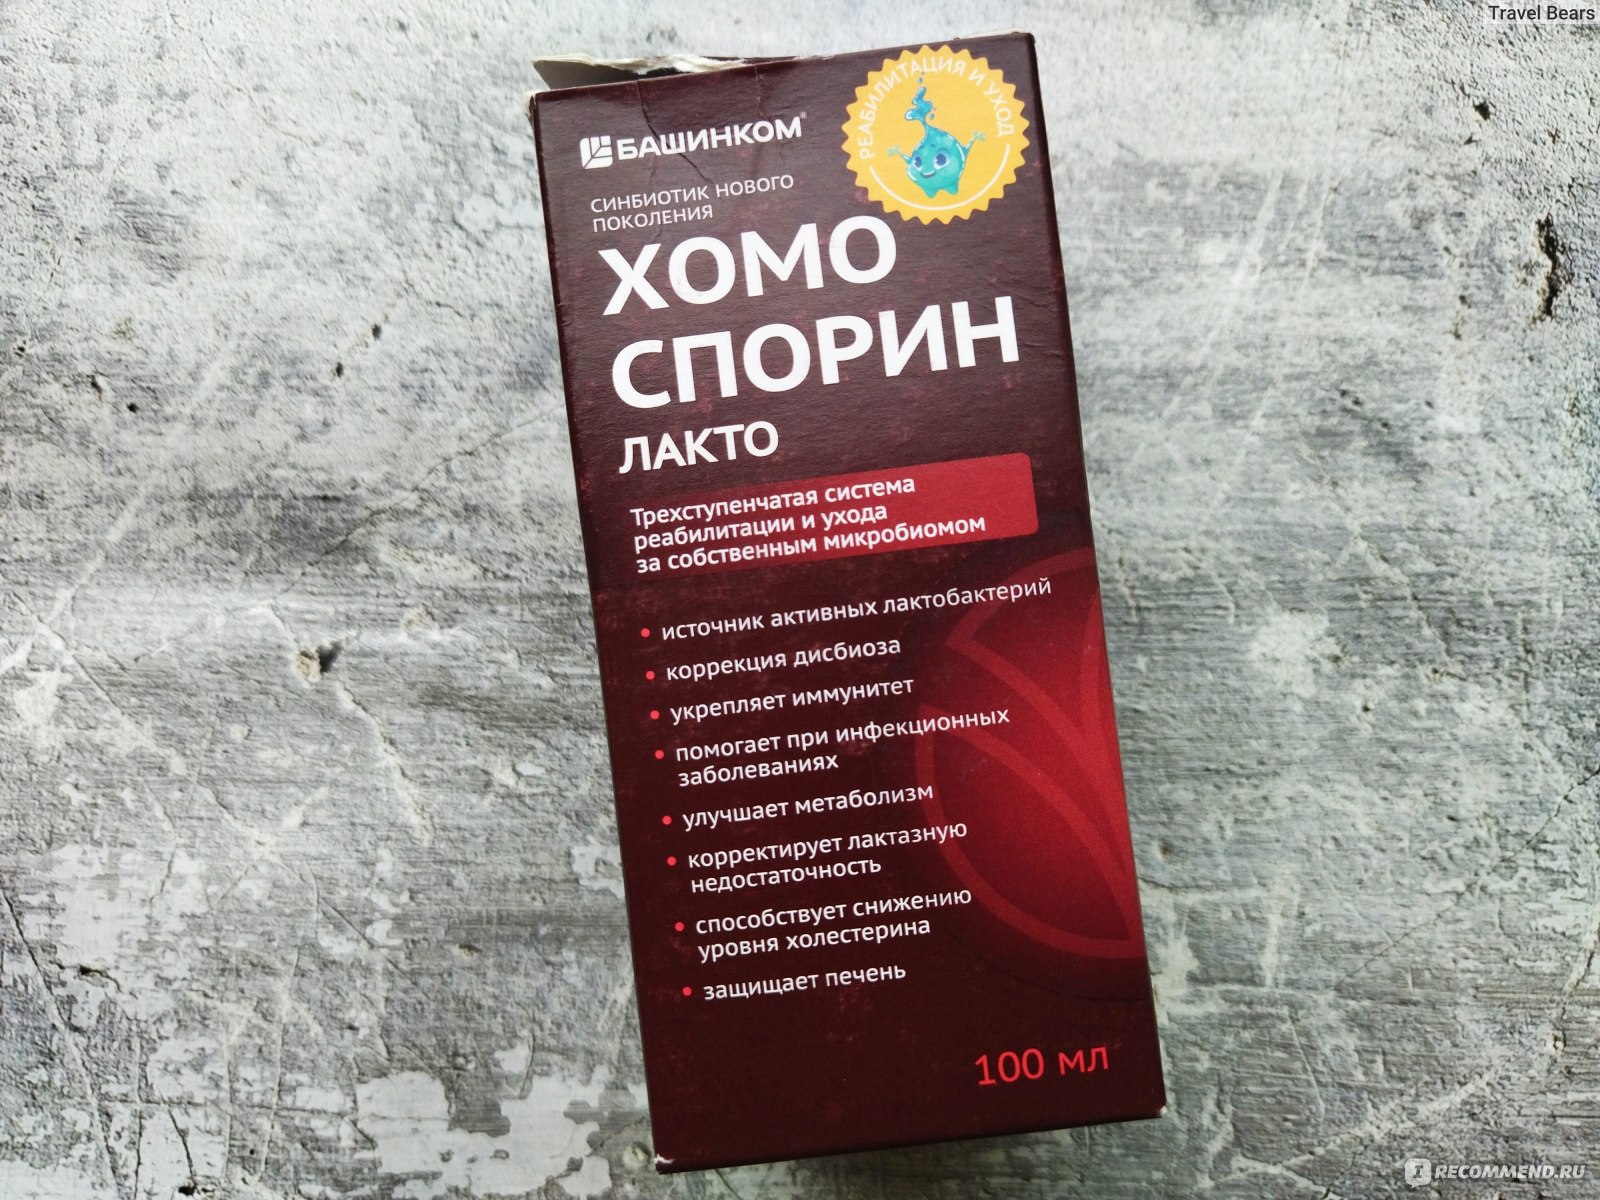 Travel Bears
РЕАБИЛИТАЦИЯ И УХОД
БАШИНКОМ®
СИНБИОТИК НОВОГО
ПОКОЛЕНИЯ
ХОМО
СПОРИН
ЛАКТО
Трехступенчатая система
реабилитации и ухода
за собственным микробиомом
• источник активных лактобактерий
• коррекция дисбиоза
• укрепляет иммунитет
• помогает при инфекционных
заболеваниях
• улучшает метаболизм
• корректирует лактазную
недостаточность
• способствует снижению
уровня холестерина
• защищает печень
100 мл
IRECOMMEND.RU